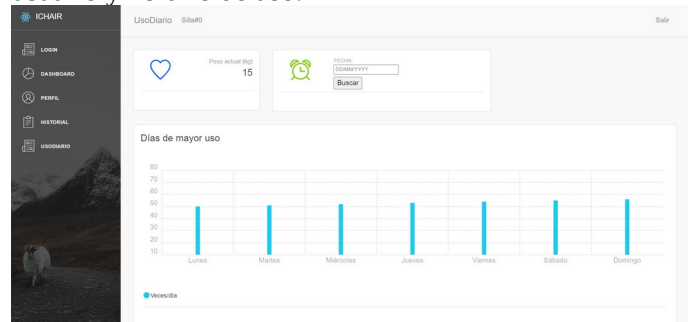 ICHAIR
UsoDiario Silla#0 Salir
LOGIN
DASHBOARD
PERFIL
HISTORIAL
USODIARIO
Peso actual (kg)
15
FECHA:
DD/MM/YYYY
Buscar
Días de mayor uso
80
70
60
50
40
30
20
10
Lunes Martes Miércoles Jueves Viernes Sábado Domingo
Veces/día